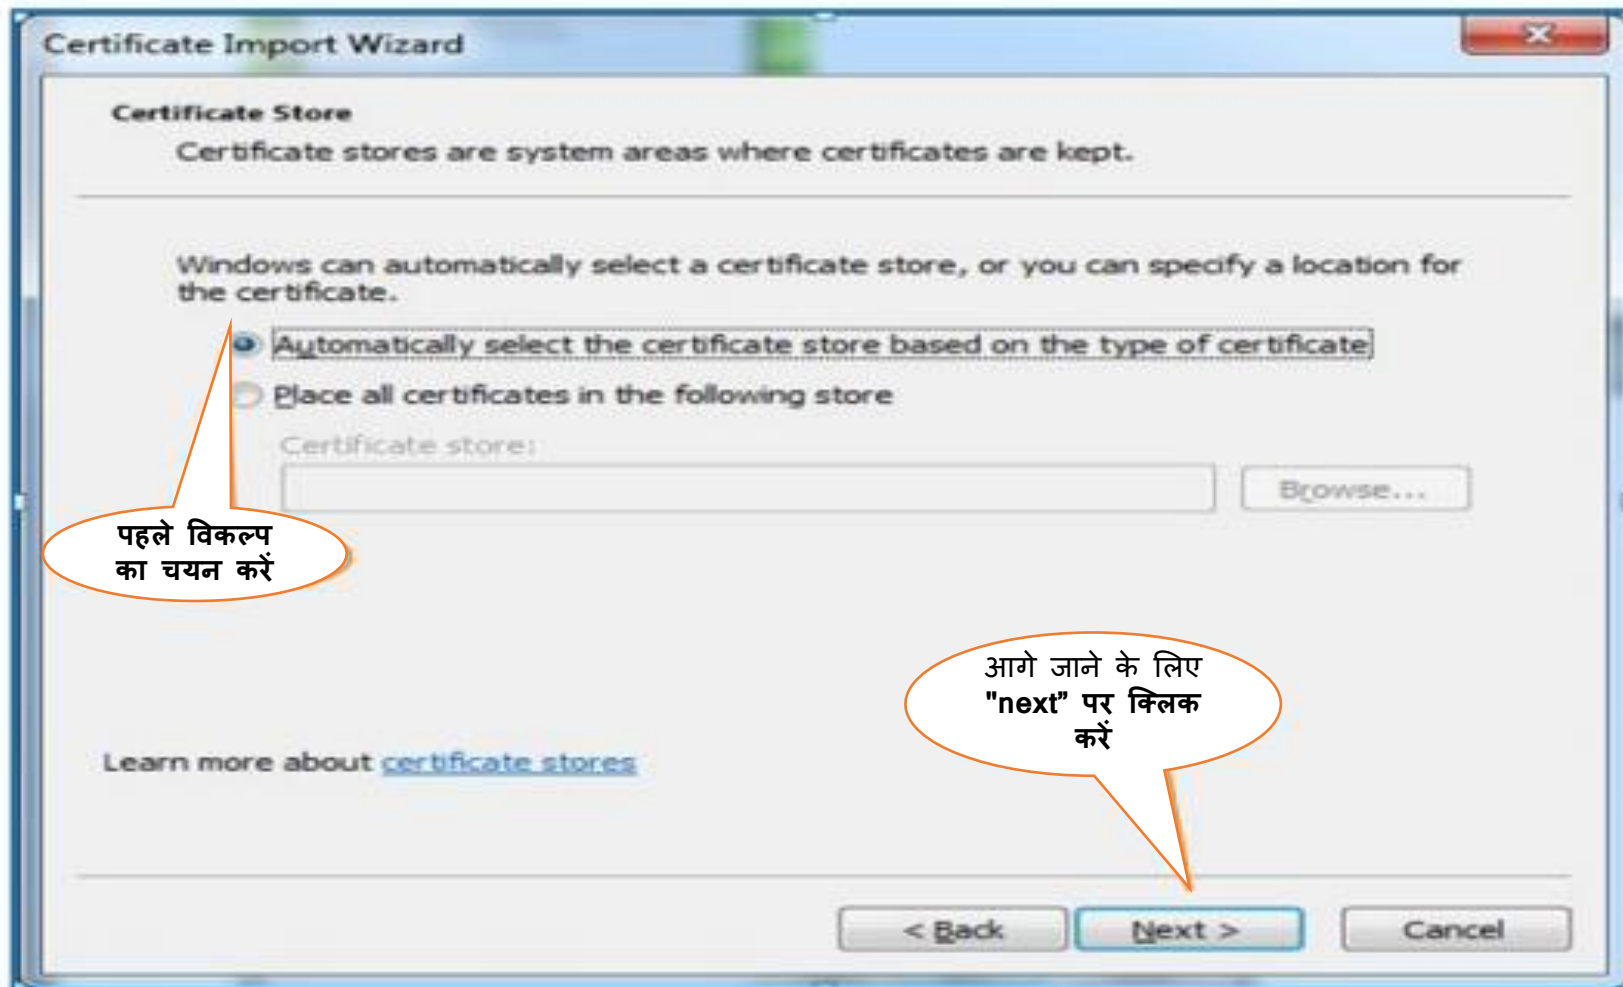 Certificate Import Wizard
Certificate Store
Certificate stores are system areas where certificates are kept.
Windows can automatically select a certificate store, or you can specify a location for
the certificate.
Automatically select the certificate store based on the type of certificate
Place all certificates in the following store
Certificate store:
Browse...
पहले विकल्प
का चयन करें
आगे जाने के लिए
"next” पर क्लिक
करें
Learn more about certificate stores
< Back
Next >
Cancel